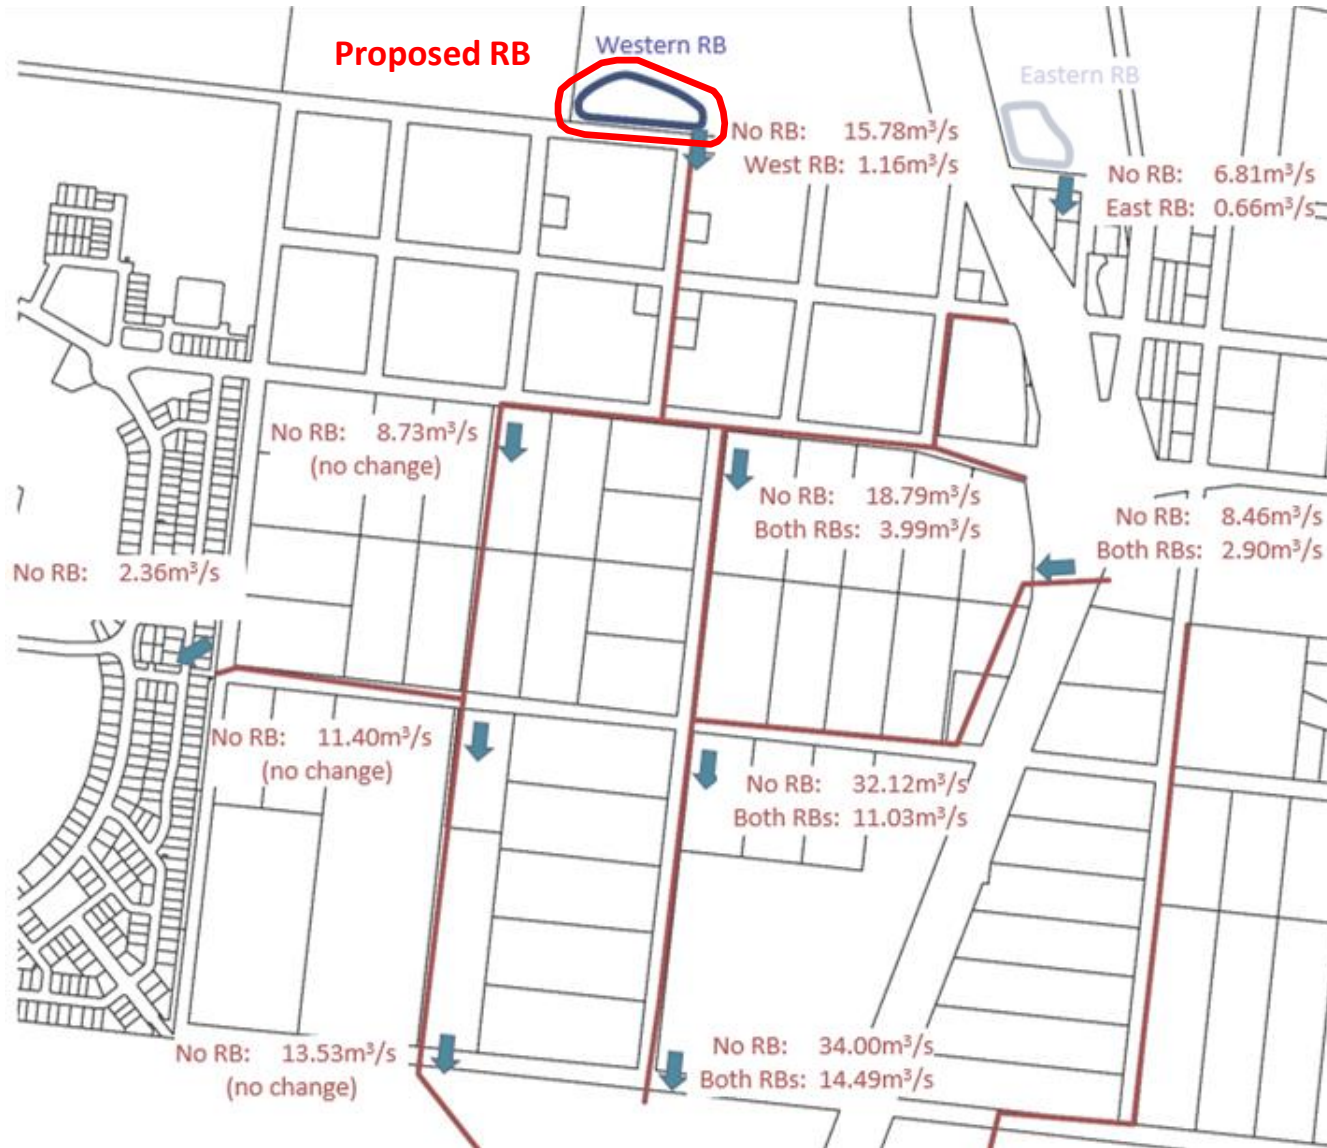 Proposed RB
Western RB
Eastern RB
No RB: 15.78m³/s
West RB: 1.16m³/s
No RB: 6.81m³/s
East RB: 0.66m³/s
No RB: 8.73m³/s
(no change)
No RB: 18.79m³/s
Both RBs: 3.99m³/s
No RB: 8.46m³/s
Both RBs: 2.90m³/s
No RB: 2.36m³/s
No RB: 11.40m³/s
(no change)
No RB: 32.12m³/s
Both RBs: 11.03m³/s
No RB: 13.53m³/s
(no change)
No RB: 34.00m³/s
Both RBs: 14.49m³/s